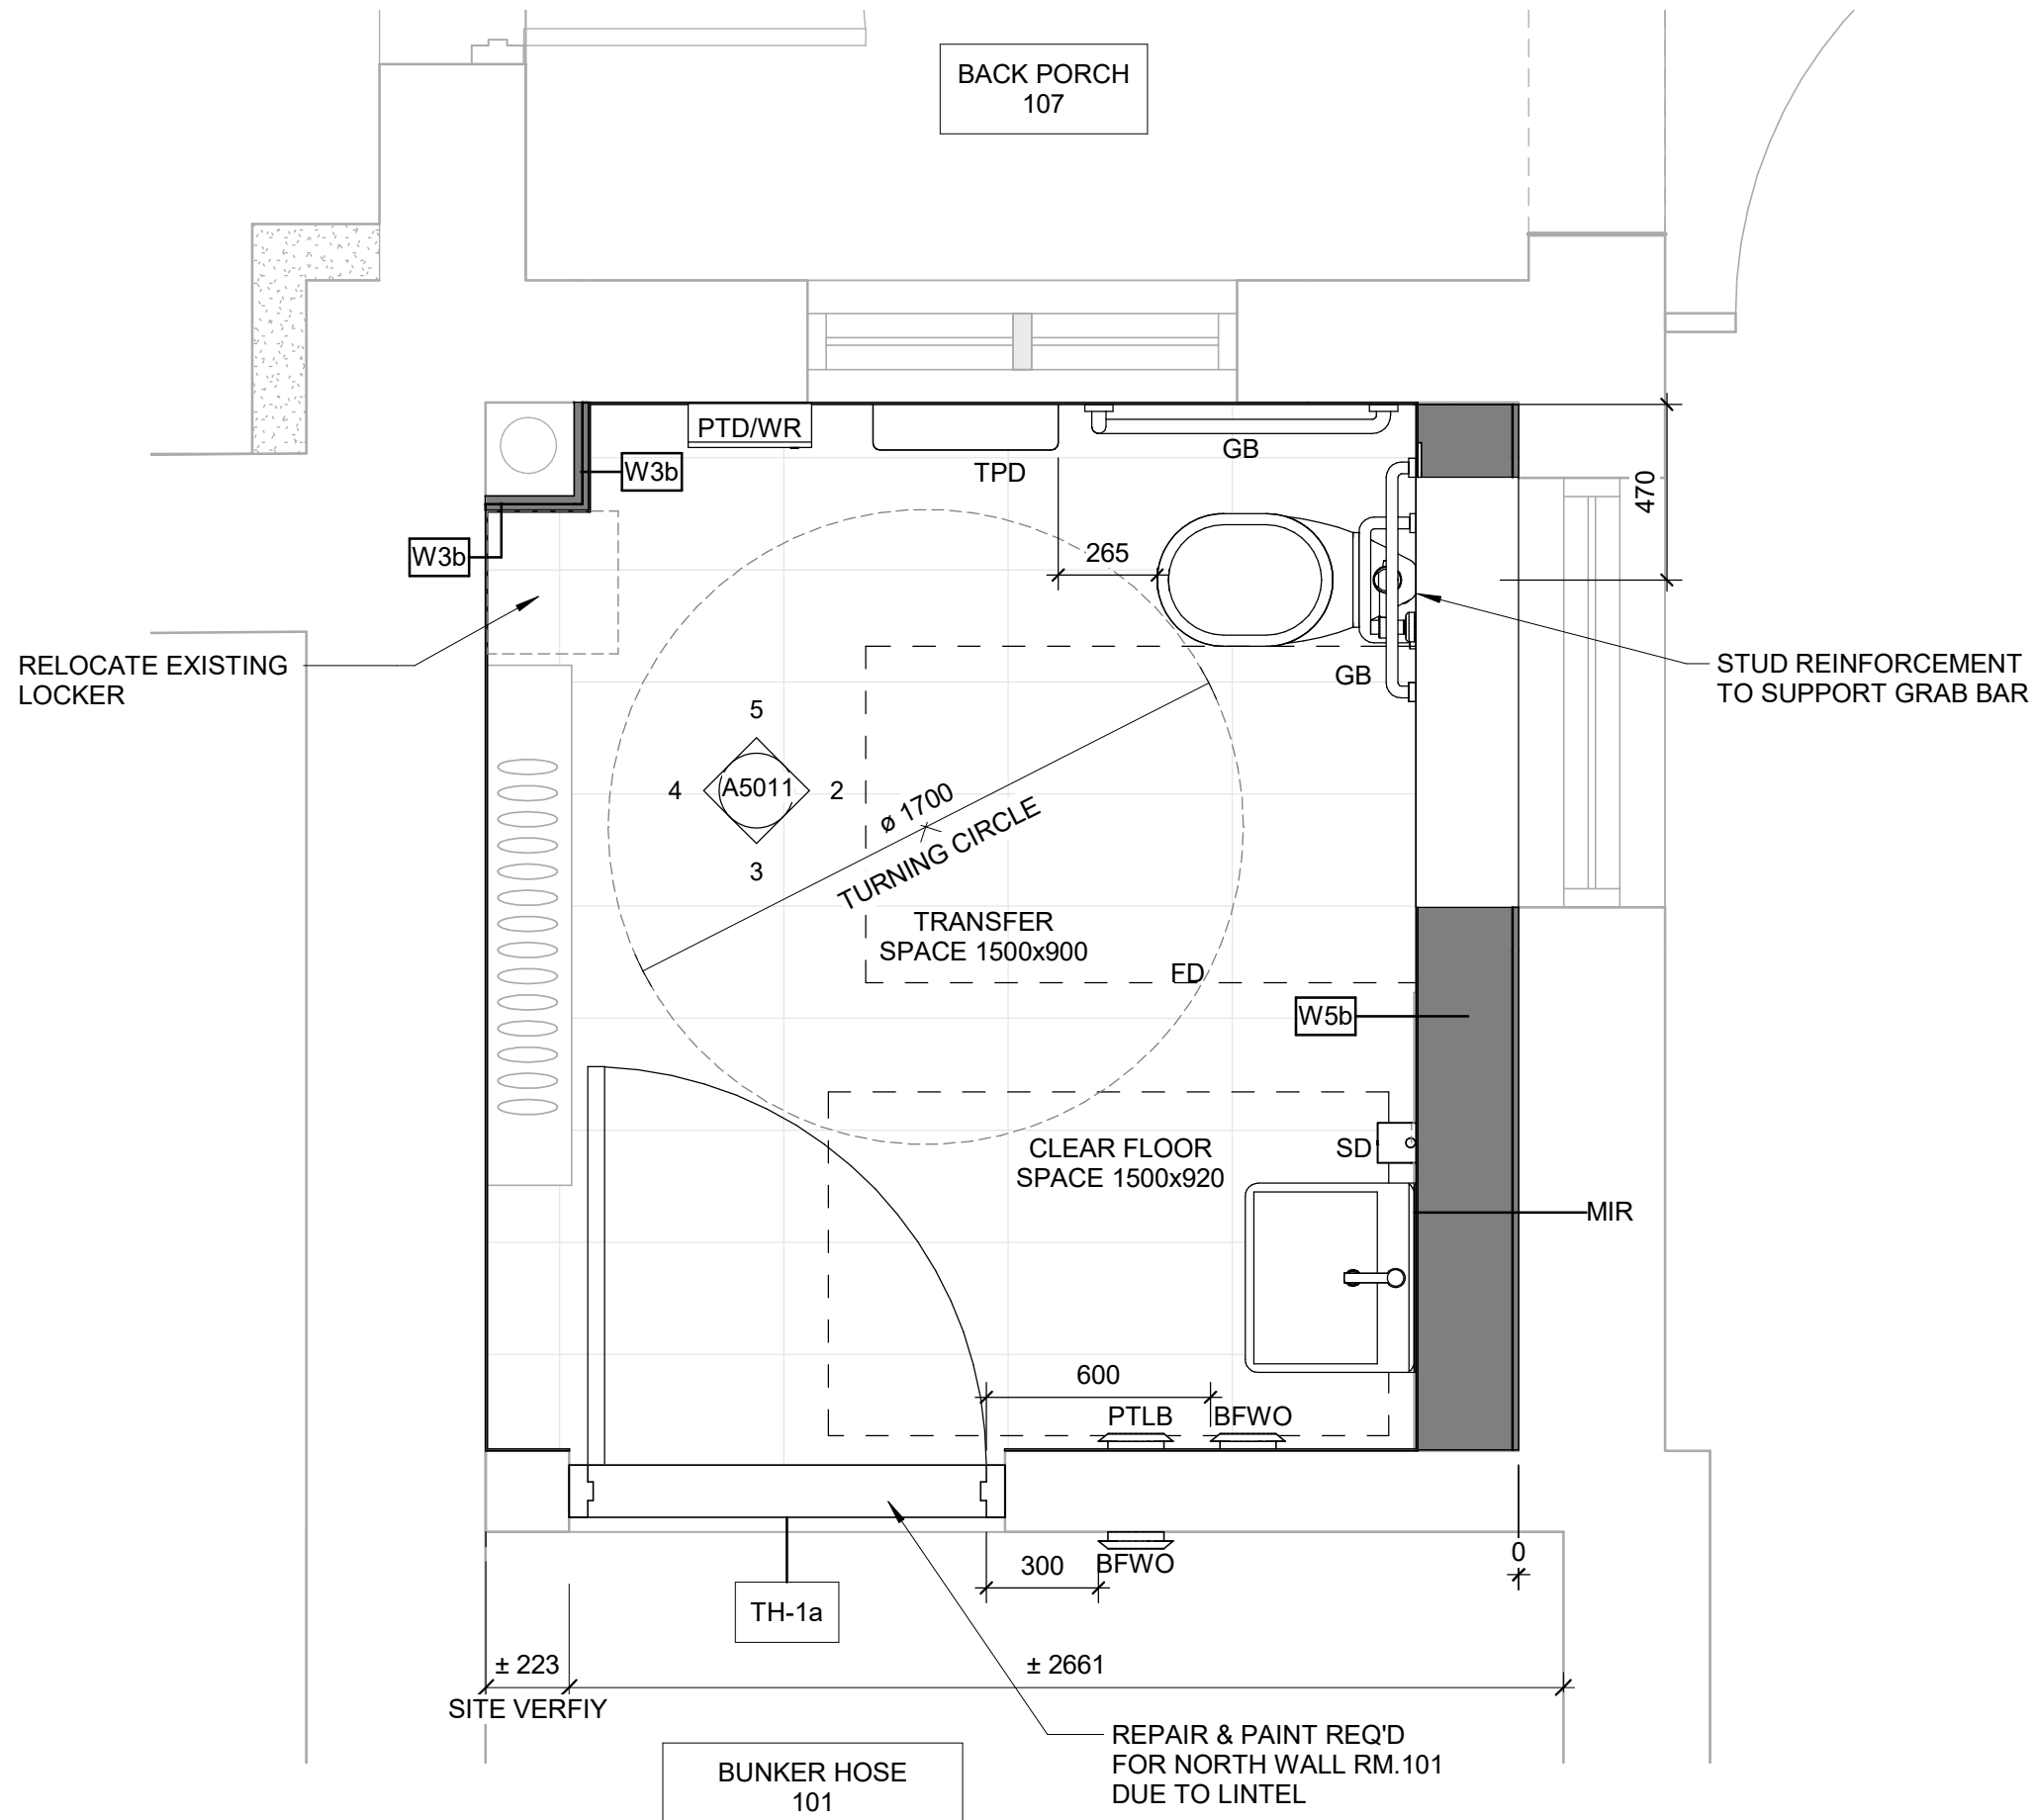 BACK PORCH
107
PTD/WR
GB
TPD
W3b
470
W3b
265
RELOCATE EXISTING
LOCKER
GB
STUD REINFORCEMENT
TO SUPPORT GRAB BAR
5
4
A5011
2
3
ø 1700
TURNING CIRCLE
TRANSFER
SPACE 1500x900
FD
W5b
CLEAR FLOOR
SPACE 1500x920
SD
MIR
600
PTLB
BFWO
300
BFWO
0
TH-1a
± 223
± 2661
SITE VERFIY
REPAIR & PAINT REQ'D
FOR NORTH WALL RM.101
DUE TO LINTEL
BUNKER HOSE
101